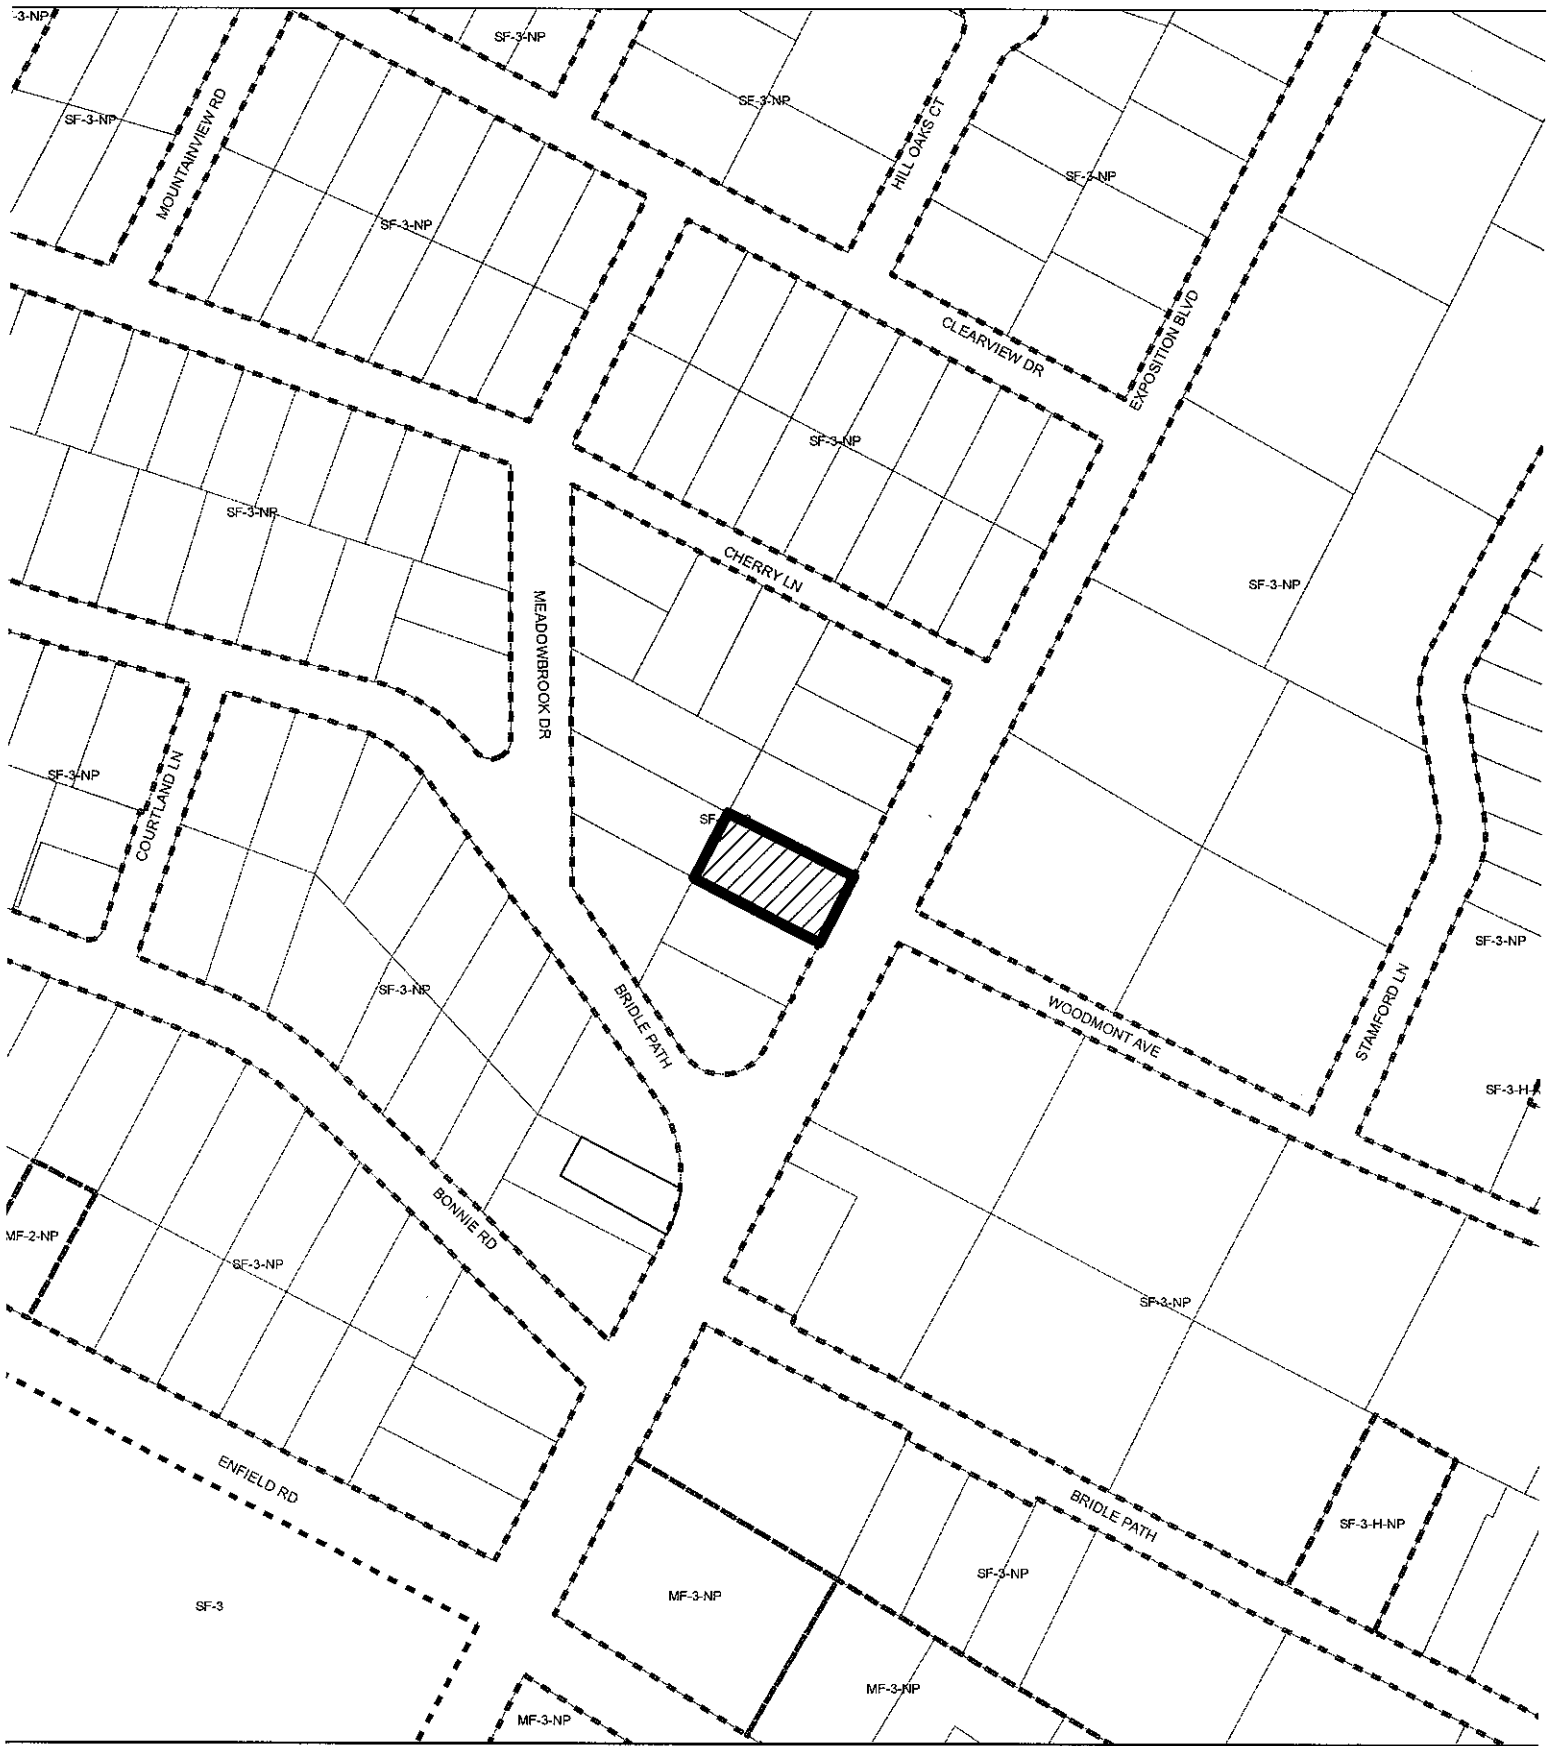 -3-NP
SF-3-NP
SF-3-NP
SF-3-NP
MOUNTAINVIEW RD
HILL OAKS CT
SF-3-NP
SF-3-NP
CLEARVIEW DR
EXPOSITION BLVD
SF-3-NP
SF-3-NP
CHERRY LN
SF-3-NP
MEADOWBROOK DR
SF-3-NP
COURTLAND LN
SF-
SF-3-NP
SF-3-NP
BRIDLE PATH
WOODMONT AVE
STAMFORD LN
SF-3-H-
BONNIE RD
MF-2-NP
SF-3-NP
SF-3-NP
ENFIELD RD
BRIDLE PATH
SF-3-H-NP
SF-3-NP
MF-3-NP
SF-3
MF-3-NP
MF-3-NP